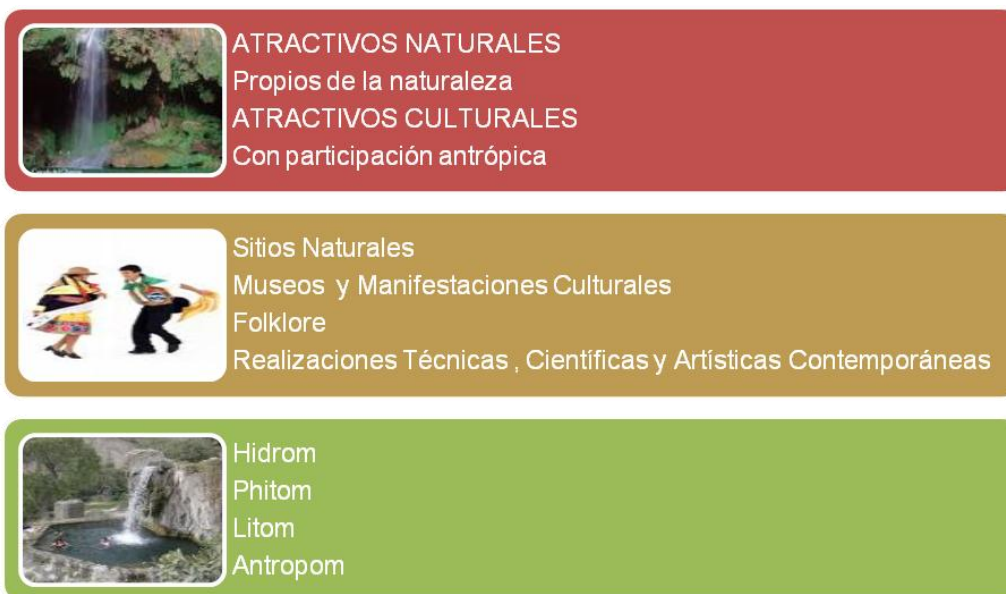 ATRACTIVOS NATURALES
Propios de la naturaleza
ATRACTIVOS CULTURALES
Con participación antrópica
Sitios Naturales
Museos y Manifestaciones Culturales
Folklore
Realizaciones Técnicas , Científicas y Artísticas Contemporáneas
Hidrom
Phitom
Litom
Antropom